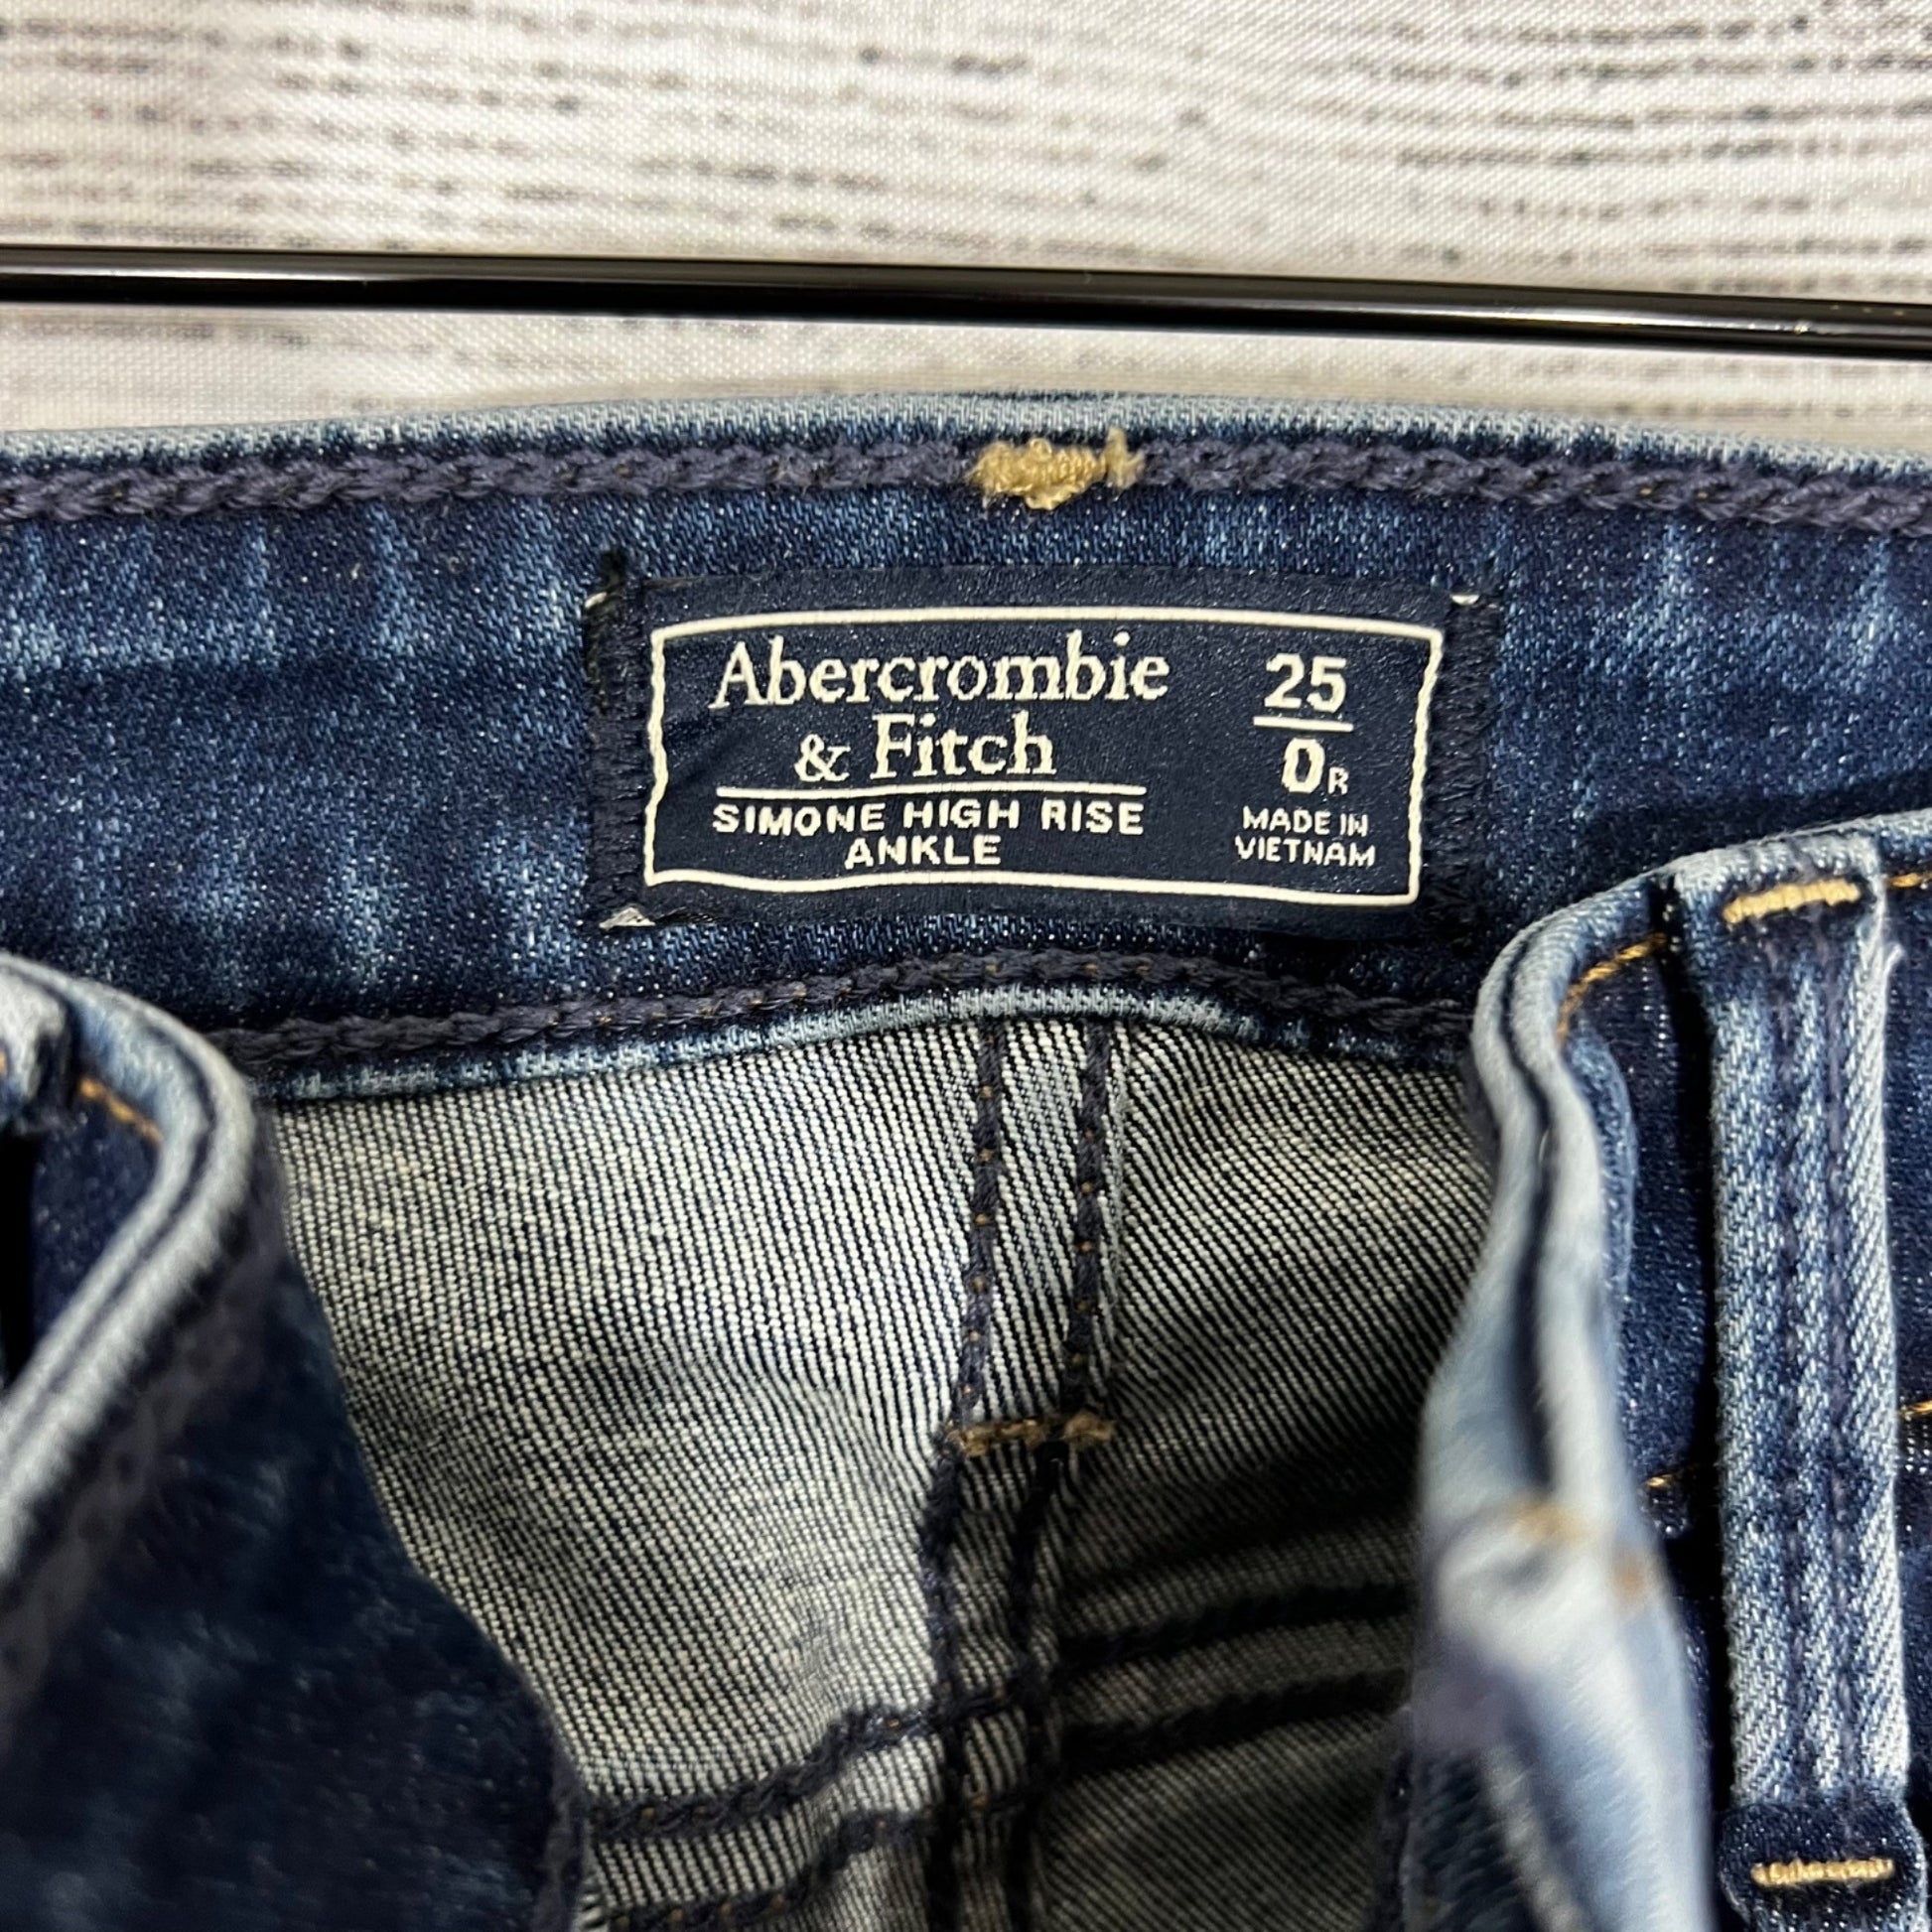 Abercrombie
& Fitch
SIMONE HIGH RISE
ANKLE
25
0R
MADE IN
VIETNAM